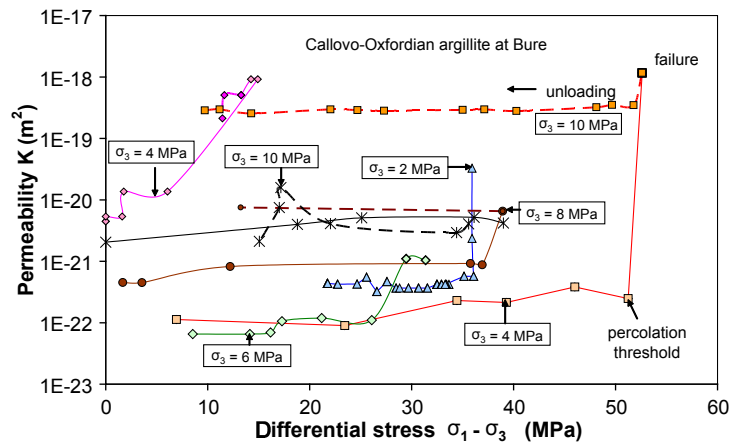 1E-17
Callovo-Oxfordian argillite at Bure
failure
1E-18
unloading
σ3 = 10 MPa
1E-19
σ3 = 4 MPa
σ3 = 10 MPa
σ3 = 2 MPa
1E-20
σ3 = 8 MPa
1E-21
1E-22
σ3 = 6 MPa
σ3 = 4 MPa
percolation
threshold
1E-23
Permeability K (m²)
0 10 20 30 40 50 60
Differential stress σ1 - σ3 (MPa)